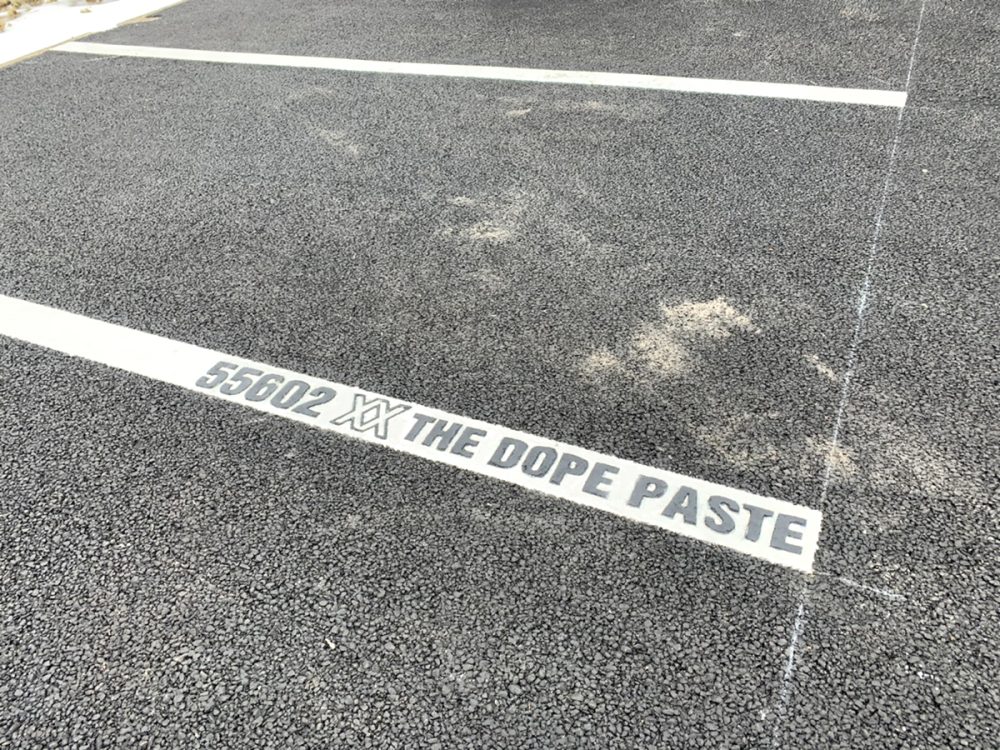 55602 XX THE DOPE PASTE